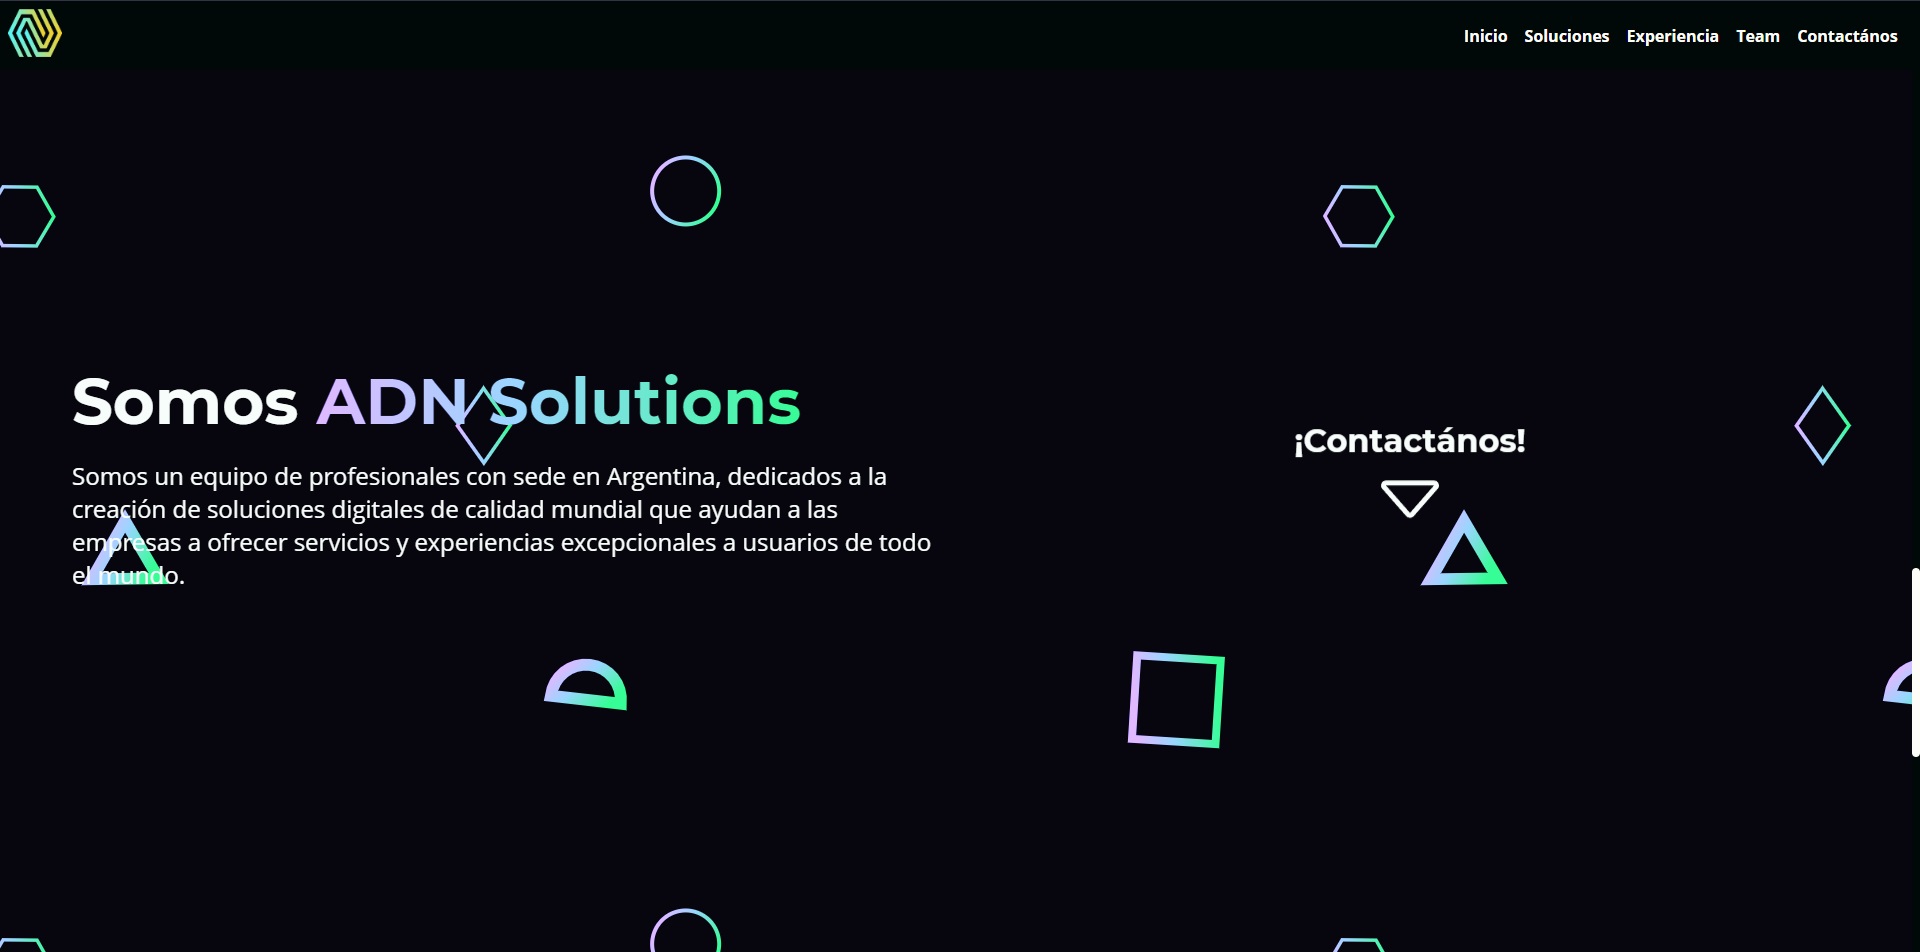 Inicio Soluciones Experiencia Team Contactános
Somos ADN Solutions
Somos un equipo de profesionales con sede en Argentina, dedicados a la
creación de soluciones digitales de calidad mundial que ayudan a las
empresas a ofrecer servicios y experiencias excepcionales a usuarios de todo
el mundo.
¡Contactános!